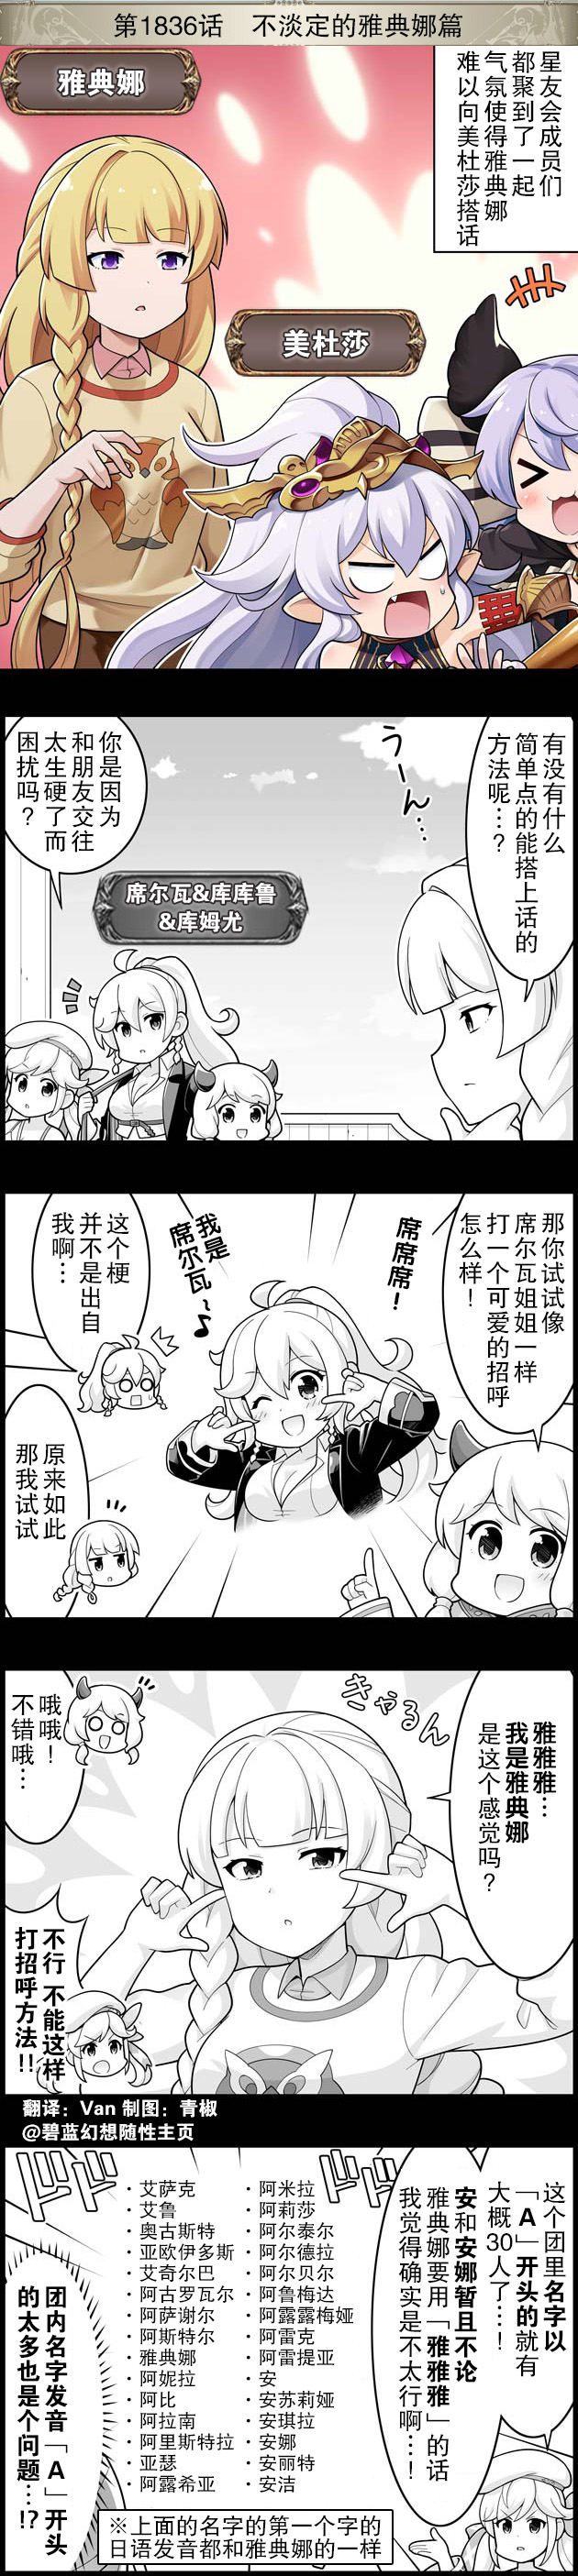 第1836话　不淡定的雅典娜篇
星友会成员们
都聚到了一起
气氛使得雅典娜
难以向美杜莎搭话
雅典娜
美杜莎
有没有什么
简单点的能搭上话的
方法呢…?
うーん…
你是因为
和朋友交往
太生硬了而
困扰吗?
席尔瓦&库库鲁
&库姆尤
那你试试像
席尔瓦姐姐一样
打一个可爱的招呼
怎么样！
席席席！
我是
席尔瓦~♪
这个梗
并不是出自
我啊…
原来如此
那我试试
雅雅雅…
我是雅典娜
是这个感觉吗?
きゃるん
哦哦！
不错哦…
不行 不能这样
打招呼方法!!
翻译：Van 制图：青椒
@碧蓝幻想随性主页
这个团里名字以
「A」开头的就有
大概30人了…！
安和安娜暂且不论
雅典娜要用「雅雅雅」的话
我觉得确实是不太行啊…！
ドドド
・阿米拉
・阿莉莎
・阿尔泰尔
・阿尔德拉
・阿尔贝尔
・阿鲁梅达
・阿露露梅娅
・阿雷克
・阿雷提亚
・安
・安苏莉娅
・安琪拉
・安娜
・安丽特
・安洁
・艾萨克
・艾鲁
・奥古斯特
・亚欧伊多斯
・艾奇尔巴
・阿古罗瓦尔
・阿萨谢尔
・阿斯特尔
・雅典娜
・阿妮拉
・阿比
・阿拉南
・阿里斯特拉
・亚瑟
・阿露希亚
ドドド
团内名字发音「A」开头
的太多也是个问题…!?
※上面的名字的第一个字的
日语发音都和雅典娜的一样